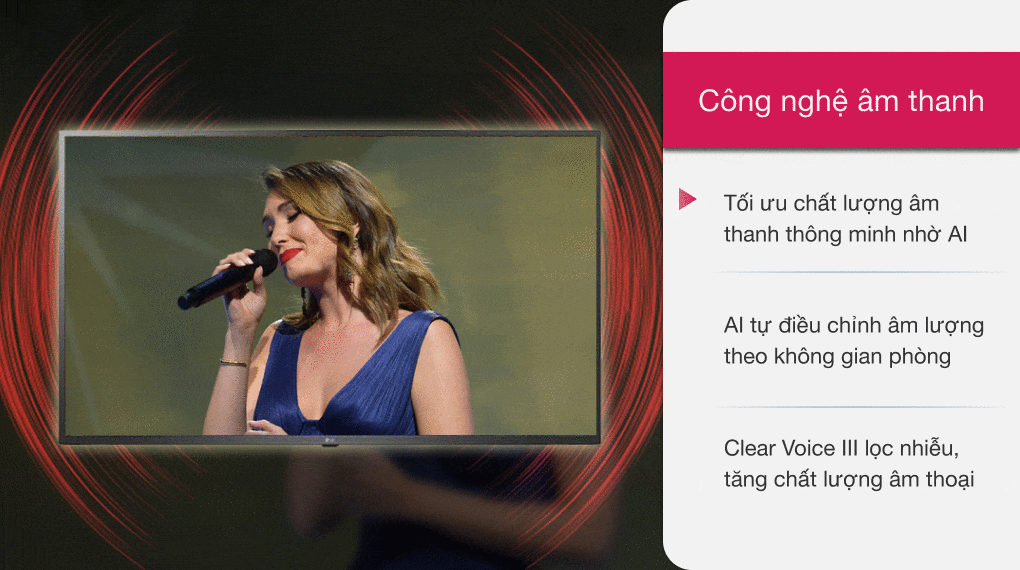 Công nghệ âm thanh
Tối ưu chất lượng âm
thanh thông minh nhờ AI
AI tự điều chỉnh âm lượng
theo không gian phòng
Clear Voice III lọc nhiễu,
tăng chất lượng âm thoại